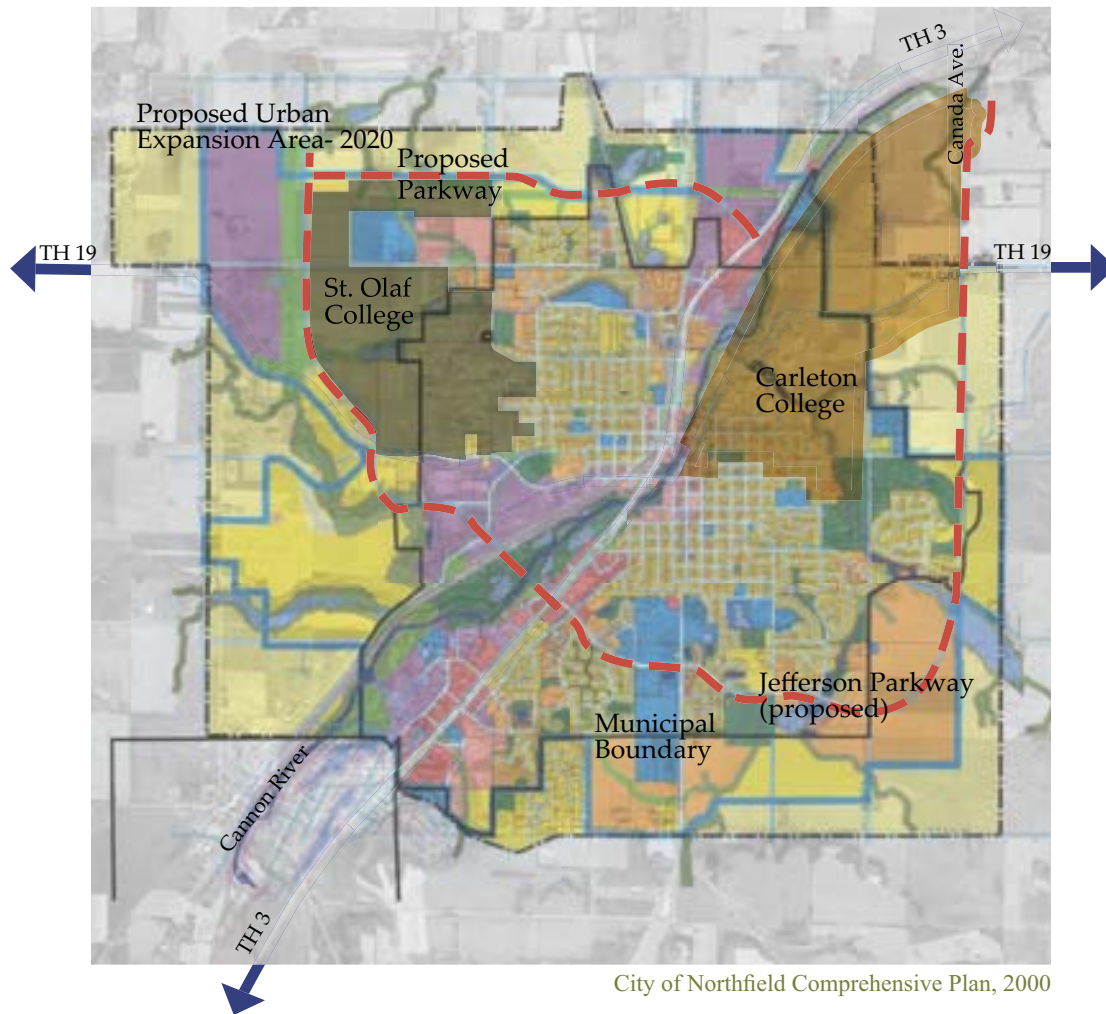 TH 3
Canada Ave.
Proposed Urban
Expansion Area- 2020
Proposed
Parkway
TH 19
TH 19
St. Olaf
College
Carleton
College
Jefferson Parkway
(proposed)
Municipal
Boundary
Cannon River
TH 3
City of Northfield Comprehensive Plan, 2000